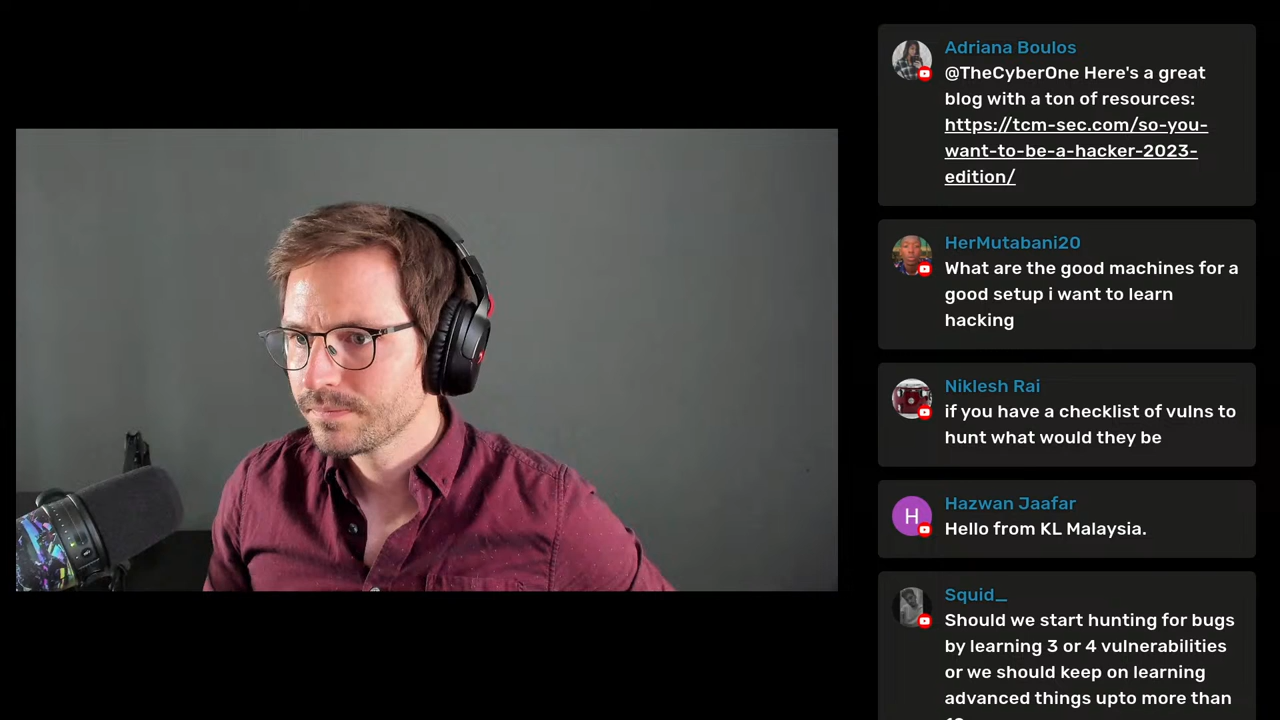 Adriana Boulos
@TheCyberOne Here's a great
blog with a ton of resources:
https://tcm-sec.com/so-you-
want-to-be-a-hacker-2023-
edition/
HerMutabani20
What are the good machines for a
good setup i want to learn
hacking
Niklesh Rai
if you have a checklist of vulns to
hunt what would they be
H
Hazwan Jaafar
Hello from KL Malaysia.
Squid_
Should we start hunting for bugs
by learning 3 or 4 vulnerabilities
or we should keep on learning
advanced things upto more than